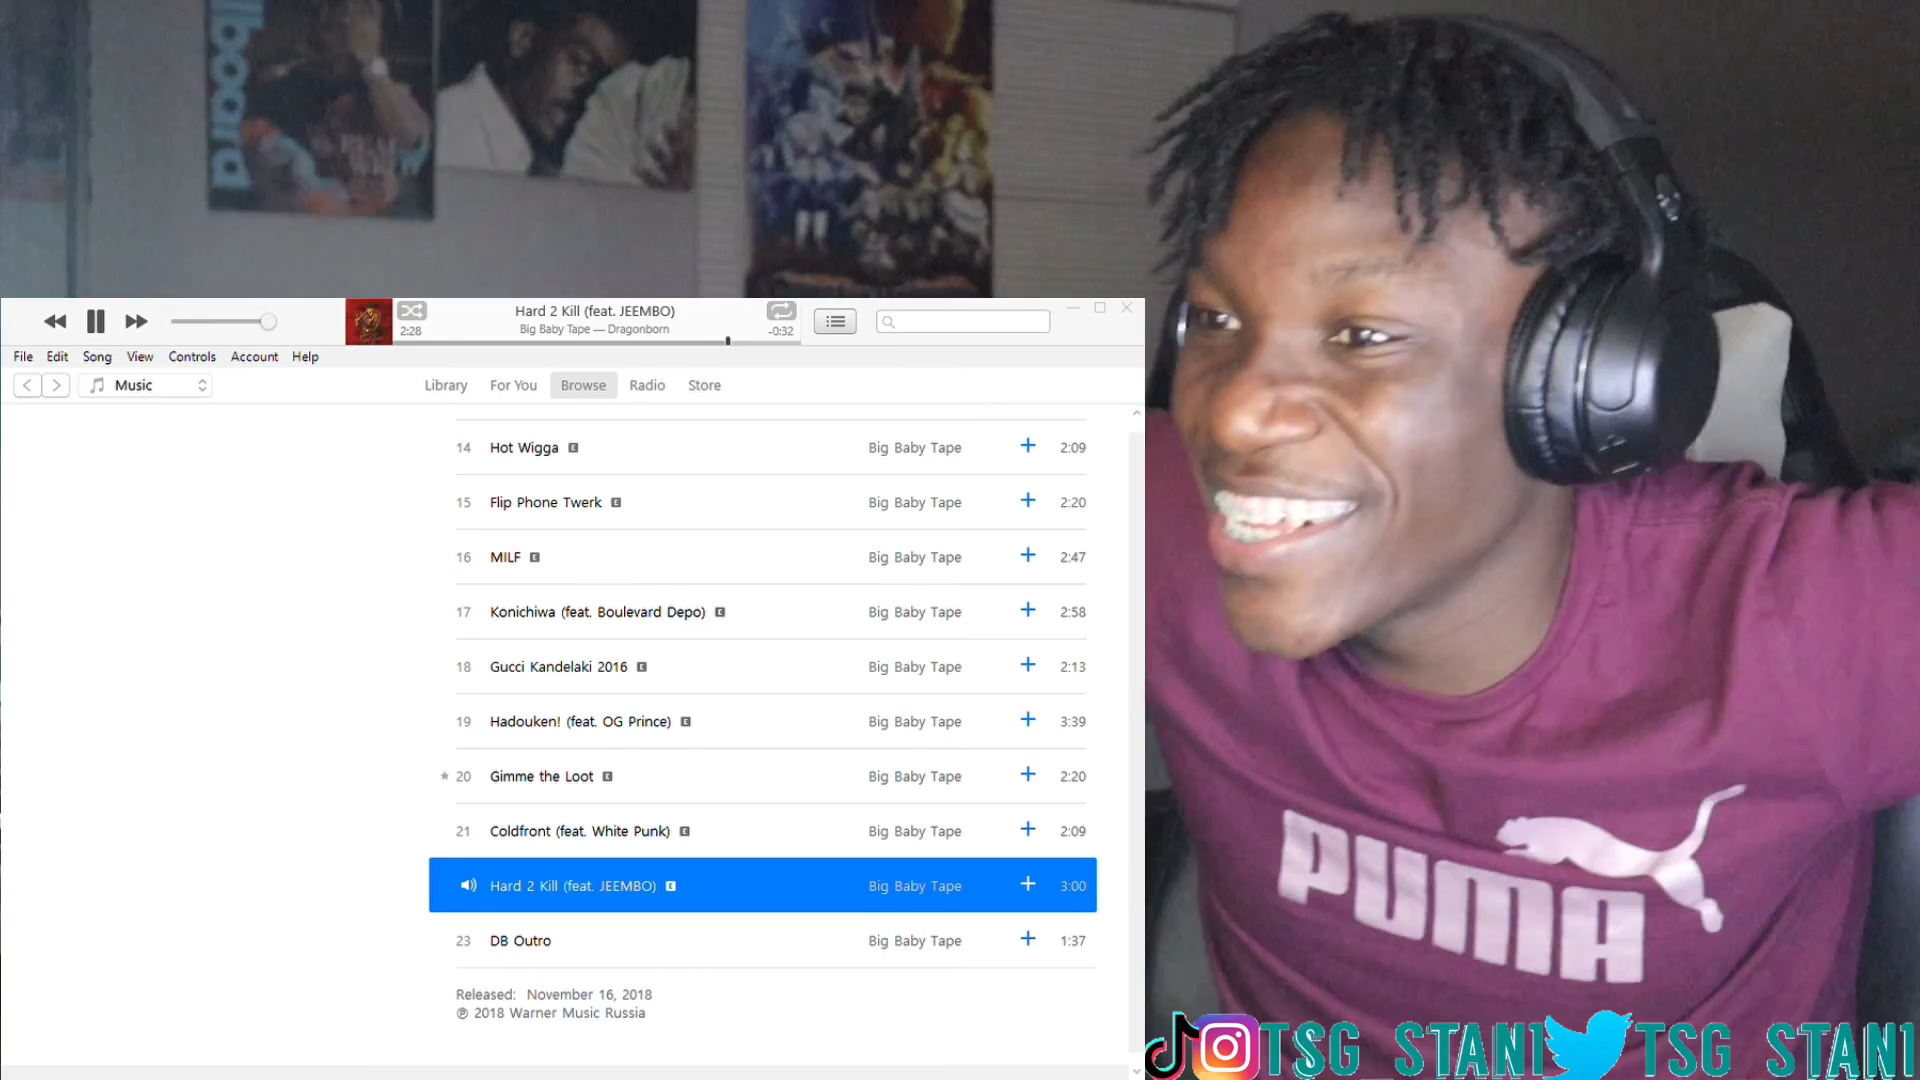 billboard
Hard 2 Kill (feat. JEEMBO)
2:28
Big Baby Tape — Dragonborn
-0:32
File Edit Song View Controls Account Help
Music
Library For You Browse Radio Store
14 Hot Wigga E Big Baby Tape + 2:09
15 Flip Phone Twerk E Big Baby Tape + 2:20
16 MILF E Big Baby Tape + 2:47
17 Konichiwa (feat. Boulevard Depo) E Big Baby Tape + 2:58
18 Gucci Kandelaki 2016 E Big Baby Tape + 2:13
19 Hadouken! (feat. OG Prince) E Big Baby Tape + 3:39
★ 20 Gimme the Loot E Big Baby Tape + 2:20
21 Coldfront (feat. White Punk) E Big Baby Tape + 2:09
Hard 2 Kill (feat. JEEMBO) E Big Baby Tape + 3:00
23 DB Outro Big Baby Tape + 1:37
Released: November 16, 2018
℗ 2018 Warner Music Russia
PUMA
TSG_STAN1 TSG_STAN1